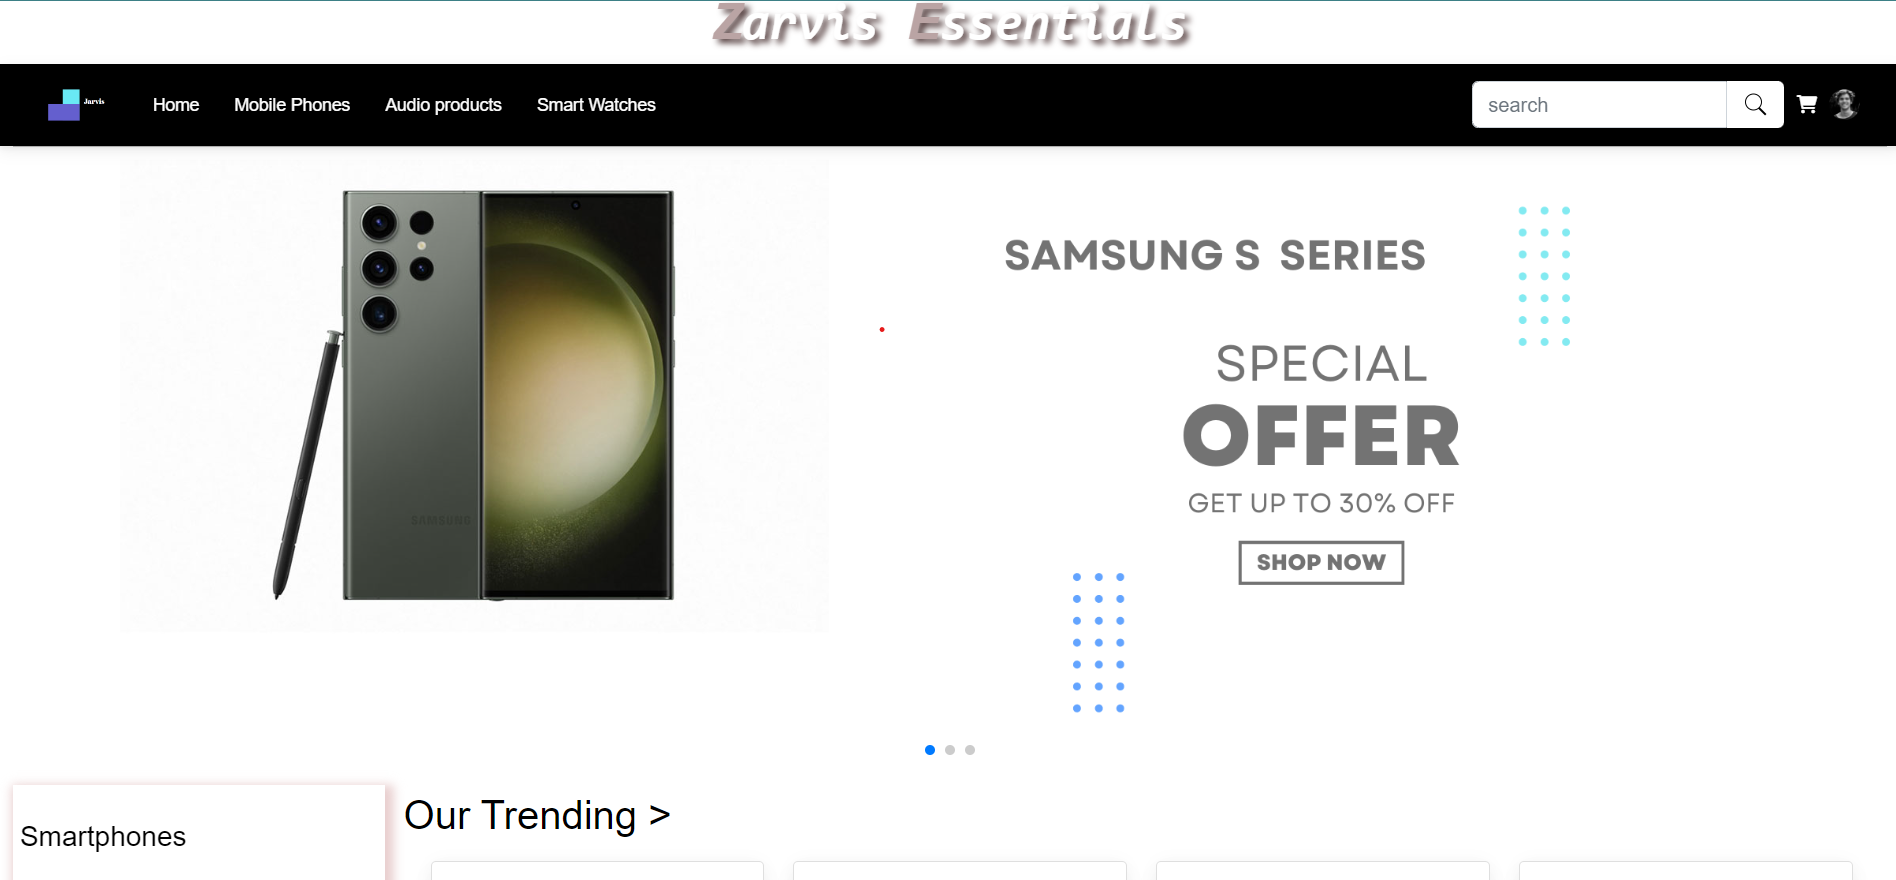 Zarvis Essentials
Jarvis
Home
Mobile Phones
Audio products
Smart Watches
search
SAMSUNG
SAMSUNG S SERIES
SPECIAL
OFFER
GET UP TO 30% OFF
SHOP NOW
Smartphones
Our Trending >